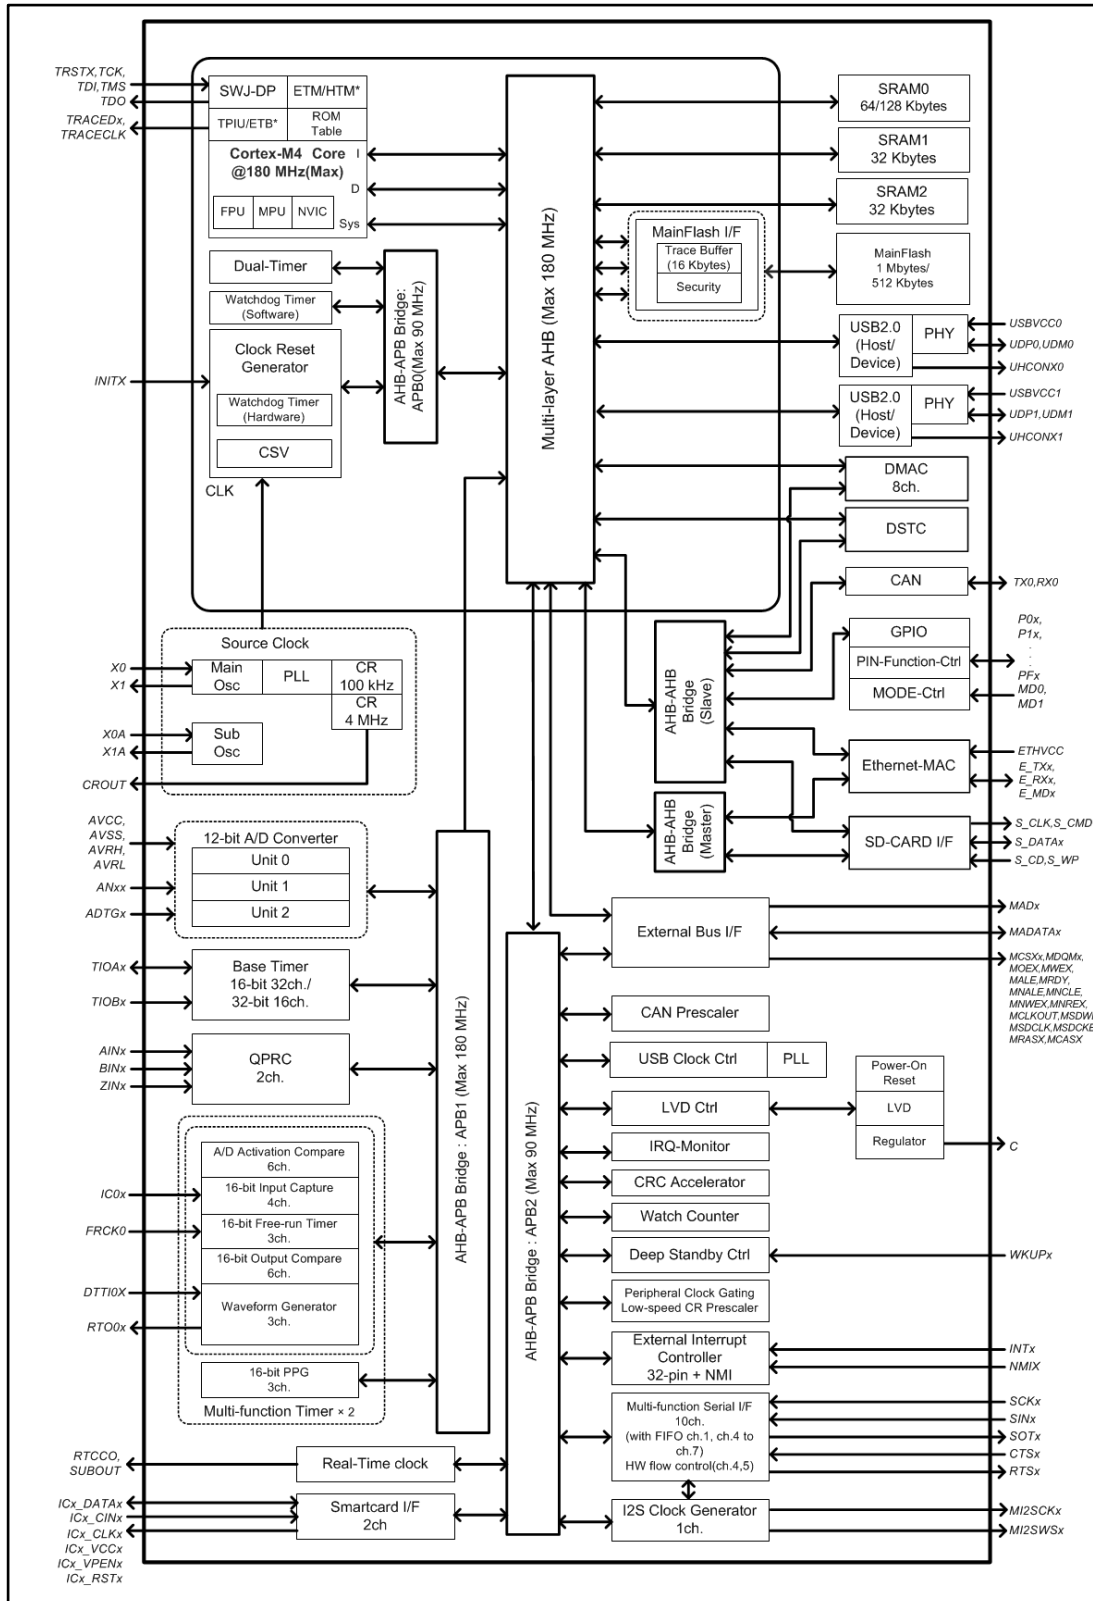 TRSTX,TCK,
TDI,TMS
TDO
TRACEDx,
TRACECLK
SWJ-DP
ETM/HTM*
TPIU/ETB*
ROM
Table
Cortex-M4 Core
@180 MHz(Max)
I
D
Sys
FPU
MPU
NVIC
Dual-Timer
Watchdog Timer
(Software)
Clock Reset
Generator
Watchdog Timer
(Hardware)
CSV
CLK
INITX
AHB-APB Bridge:
APB0(Max 90 MHz)
Multi-layer AHB (Max 180 MHz)
SRAM0
64/128 Kbytes
SRAM1
32 Kbytes
SRAM2
32 Kbytes
MainFlash I/F
Trace Buffer
(16 Kbytes)
Security
MainFlash
1 Mbytes/
512 Kbytes
USB2.0
(Host/
Device)
PHY
USBVCC0
UDP0,UDM0
UHCONX0
USB2.0
(Host/
Device)
PHY
USBVCC1
UDP1,UDM1
UHCONX1
DMAC
8ch.
DSTC
CAN
TX0,RX0
GPIO
PIN-Function-Ctrl
MODE-Ctrl
P0x,
P1x,
.
.
.
PFx
MD0,
MD1
AHB-AHB
Bridge
(Slave)
AHB-AHB
Bridge
(Master)
Ethernet-MAC
ETHVCC
E_TXx,
E_RXx,
E_MDx
SD-CARD I/F
S_CLK,S_CMD
S_DATAx
S_CD,S_WP
Source Clock
Main
Osc
PLL
CR
100 kHz
CR
4 MHz
Sub
Osc
X0
X1
X0A
X1A
CROUT
AVCC,
AVSS,
AVRH,
AVRL
ANxx
ADTGx
12-bit A/D Converter
Unit 0
Unit 1
Unit 2
TIOAx
TIOBx
Base Timer
16-bit 32ch./
32-bit 16ch.
AINx
BINx
ZINx
QPRC
2ch.
A/D Activation Compare
6ch.
16-bit Input Capture
4ch.
16-bit Free-run Timer
3ch.
16-bit Output Compare
6ch.
Waveform Generator
3ch.
16-bit PPG
3ch.
Multi-function Timer × 2
IC0x
FRCK0
DTTI0X
RTO0x
AHB-APB Bridge : APB1 (Max 180 MHz)
AHB-APB Bridge : APB2 (Max 90 MHz)
RTCCO,
SUBOUT
Real-Time clock
ICx_DATAx
ICx_CINx
ICx_CLKx
ICx_VCCx
ICx_VPENx
ICx_RSTx
Smartcard I/F
2ch
External Bus I/F
MADx
MADATAx
MCSXx,MDQMx,
MOEX,MWEX,
MALE,MRDY,
MNALE,MNCLE,
MNWEX,MNREX,
MCLKOUT,MSDWE
MSDCLK,MSDCKE
MRASX,MCASX
CAN Prescaler
USB Clock Ctrl
PLL
LVD Ctrl
Power-On
Reset
LVD
Regulator
C
IRQ-Monitor
CRC Accelerator
Watch Counter
Deep Standby Ctrl
WKUPx
Peripheral Clock Gating
Low-speed CR Prescaler
External Interrupt
Controller
32-pin + NMI
INTx
NMIX
Multi-function Serial I/F
10ch.
(with FIFO ch.1, ch.4 to
ch.7)
HW flow control(ch.4,5)
SCKx
SINx
SOTx
CTSx
RTSx
I2S Clock Generator
1ch.
MI2SCKx
MI2SWSx